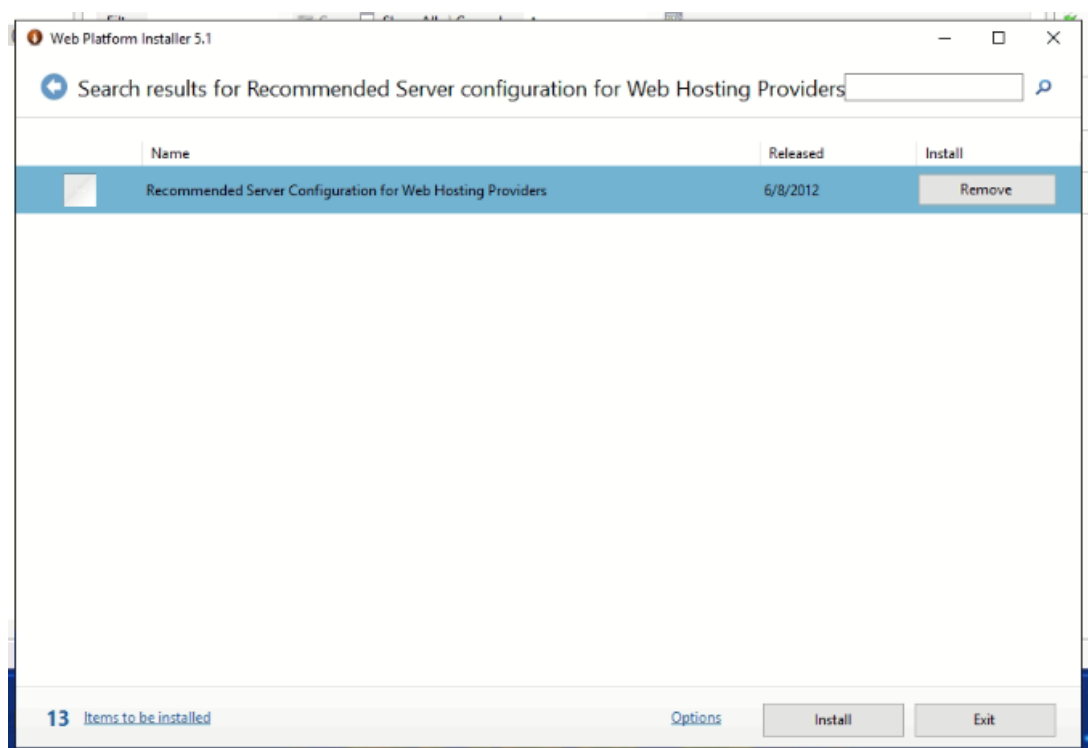 Web Platform Installer 5.1
Search results for Recommended Server configuration for Web Hosting Providers
Name Released Install
Recommended Server Configuration for Web Hosting Providers 6/8/2012 Remove
13 Items to be installed Options Install Exit